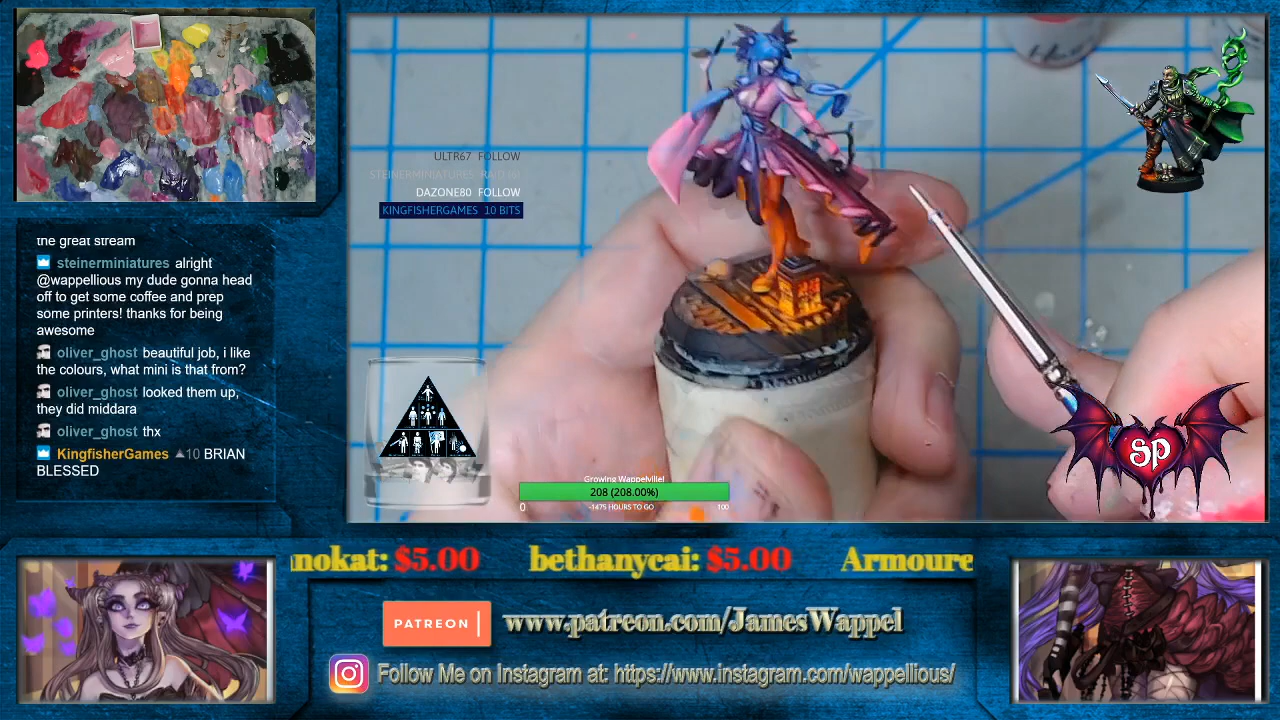 ULTR67 FOLLOW
STEINERMINIATURES RAID (6)
DAZONE80 FOLLOW
KINGFISHERGAMES 10 BITS
the great stream
steinerminiatures alright
@wappellious my dude gonna head
off to get some coffee and prep
some printers! thanks for being
awesome
oliver_ghost beautiful job, i like
the colours, what mini is that from?
oliver_ghost looked them up,
they did middara
oliver_ghost thx
KingfisherGames 10 BRIAN
BLESSED
Growing Wappelville!
208 (208.00%)
0 -1475 HOURS TO GO 100
sp
nokat: $5.00 bethanycai: $5.00 Armoure
PATREON
www.patreon.com/JamesWappel
Follow Me on Instagram at: https://www.instagram.com/wappellious/